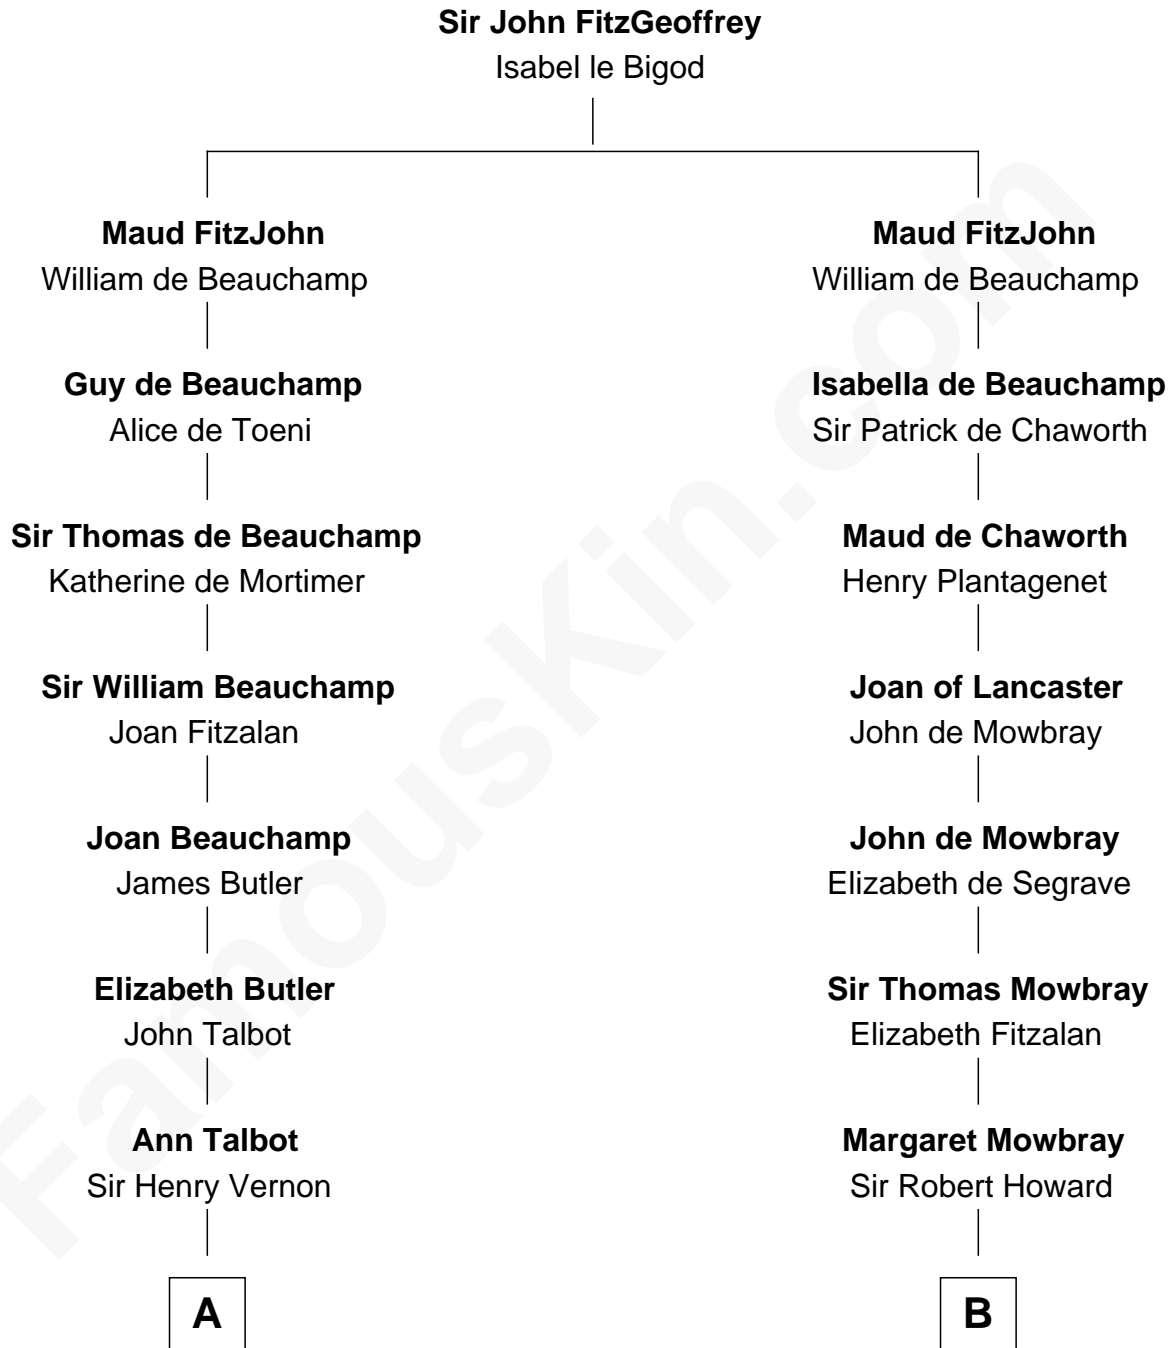 Sir John FitzGeoffrey
Isabel le Bigod
Maud FitzJohn
William de Beauchamp
Guy de Beauchamp
Alice de Toeni
Sir Thomas de Beauchamp
Katherine de Mortimer
Sir William Beauchamp
Joan Fitzalan
Joan Beauchamp
James Butler
Elizabeth Butler
John Talbot
Ann Talbot
Sir Henry Vernon
A
Maud FitzJohn
William de Beauchamp
Isabella de Beauchamp
Sir Patrick de Chaworth
Maud de Chaworth
Henry Plantagenet
Joan of Lancaster
John de Mowbray
John de Mowbray
Elizabeth de Segrave
Sir Thomas Mowbray
Elizabeth Fitzalan
Margaret Mowbray
Sir Robert Howard
B
FamousKin.com